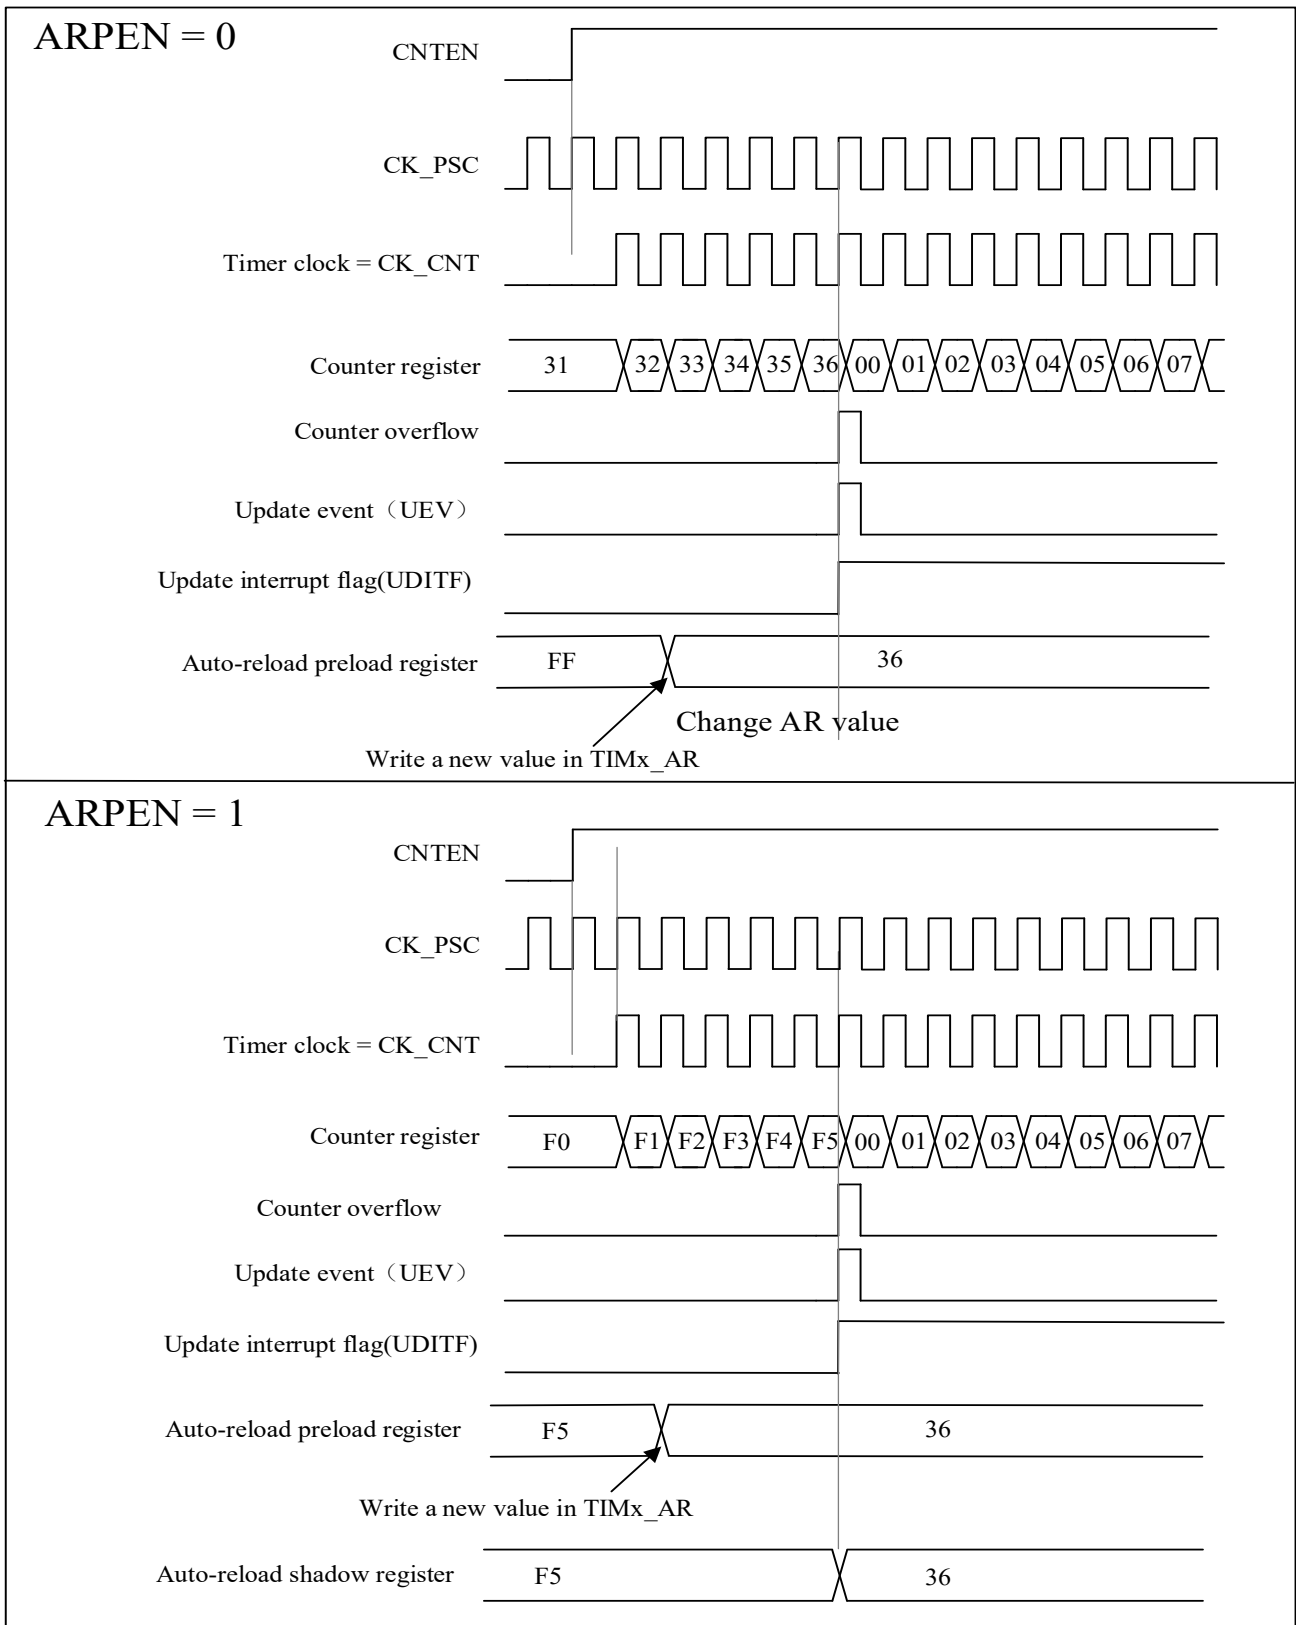 ARPEN = 0
CNTEN
CK_PSC
Timer clock = CK_CNT
Counter register 31 32 33 34 35 36 00 01 02 03 04 05 06 07
Counter overflow
Update event（UEV）
Update interrupt flag(UDITF)
Auto-reload preload register FF 36
Change AR value
Write a new value in TIMx_AR
ARPEN = 1
CNTEN
CK_PSC
Timer clock = CK_CNT
Counter register F0 F1 F2 F3 F4 F5 00 01 02 03 04 05 06 07
Counter overflow
Update event（UEV）
Update interrupt flag(UDITF)
Auto-reload preload register F5 36
Write a new value in TIMx_AR
Auto-reload shadow register F5 36